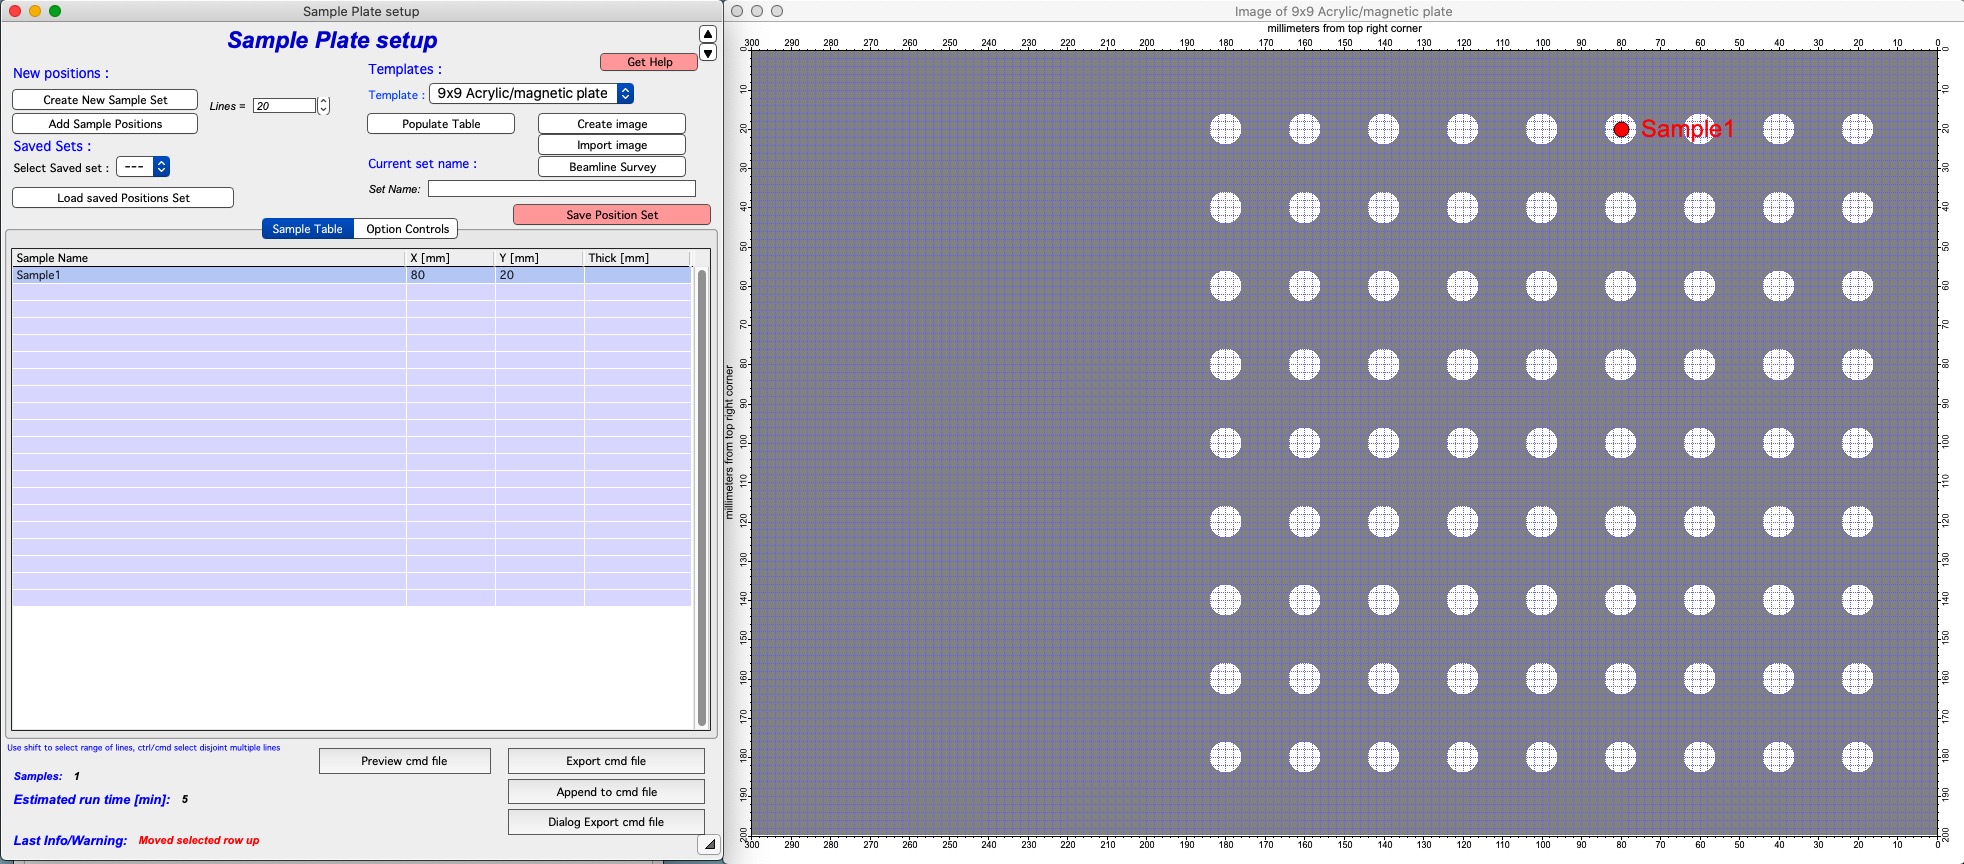 Sample Plate setup
Sample Plate setup
Get Help
New positions :
Create New Sample Set
Lines = 20
Add Sample Positions
Saved Sets :
Select Saved set : ---
Load saved Positions Set
Templates :
Template : 9x9 Acrylic/magnetic plate
Populate Table
Create image
Import image
Current set name :
Beamline Survey
Set Name:
Save Position Set
Sample Table Option Controls
Sample Name X [mm] Y [mm] Thick [mm]
Sample1 80 20
Use shift to select range of lines, ctrl/cmd select disjoint multiple lines
Preview cmd file
Export cmd file
Samples: 1
Append to cmd file
Estimated run time [min]: 5
Dialog Export cmd file
Last Info/Warning: Moved selected row up
Image of 9x9 Acrylic/magnetic plate
millimeters from top right corner
300 290 280 270 260 250 240 230 220 210 200 190 180 170 160 150 140 130 120 110 100 90 80 70 60 50 40 30 20 10 0
millimeters from top right corner
0 10 20 30 40 50 60 70 80 90 100 110 120 130 140 150 160 170 180 190 200
Sample1
0 10 20 30 40 50 60 70 80 90 100 110 120 130 140 150 160 170 180 190 200
300 290 280 270 260 250 240 230 220 210 200 190 180 170 160 150 140 130 120 110 100 90 80 70 60 50 40 30 20 10 0